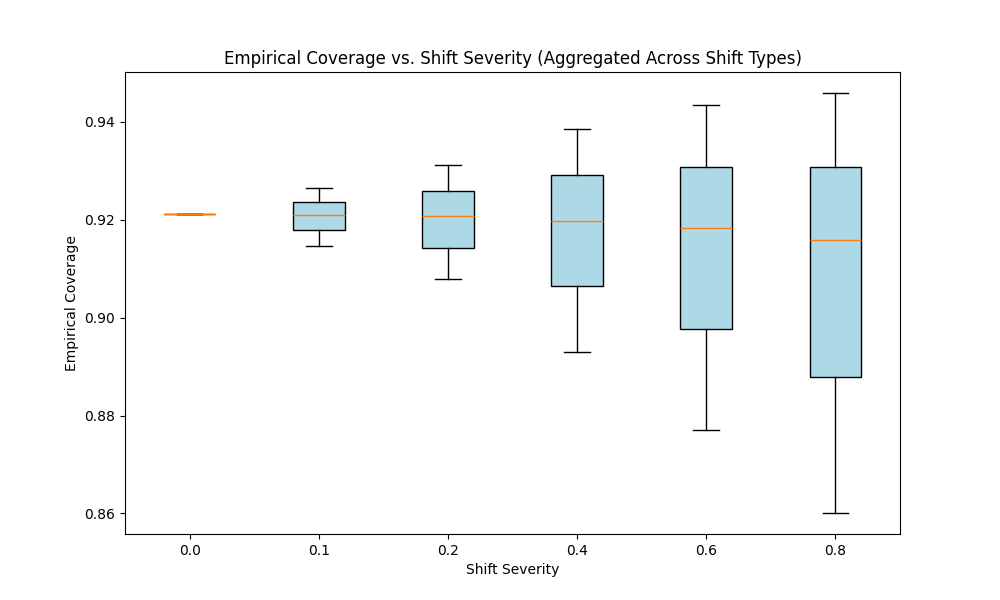 Empirical Coverage vs. Shift Severity (Aggregated Across Shift Types)
Empirical Coverage
0.94
0.92
0.90
0.88
0.86
0.0 0.1 0.2 0.4 0.6 0.8
Shift Severity